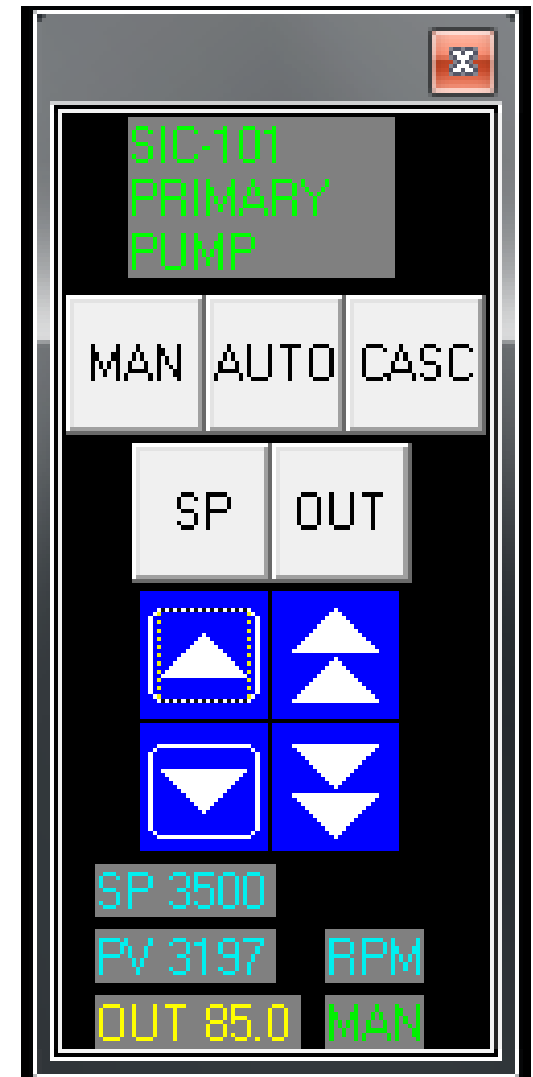 SIC-101
PRIMARY
PUMP
MAN AUTO CASC
SP OUT
SP 3500
PV 3197 RPM
OUT 85.0 MAN